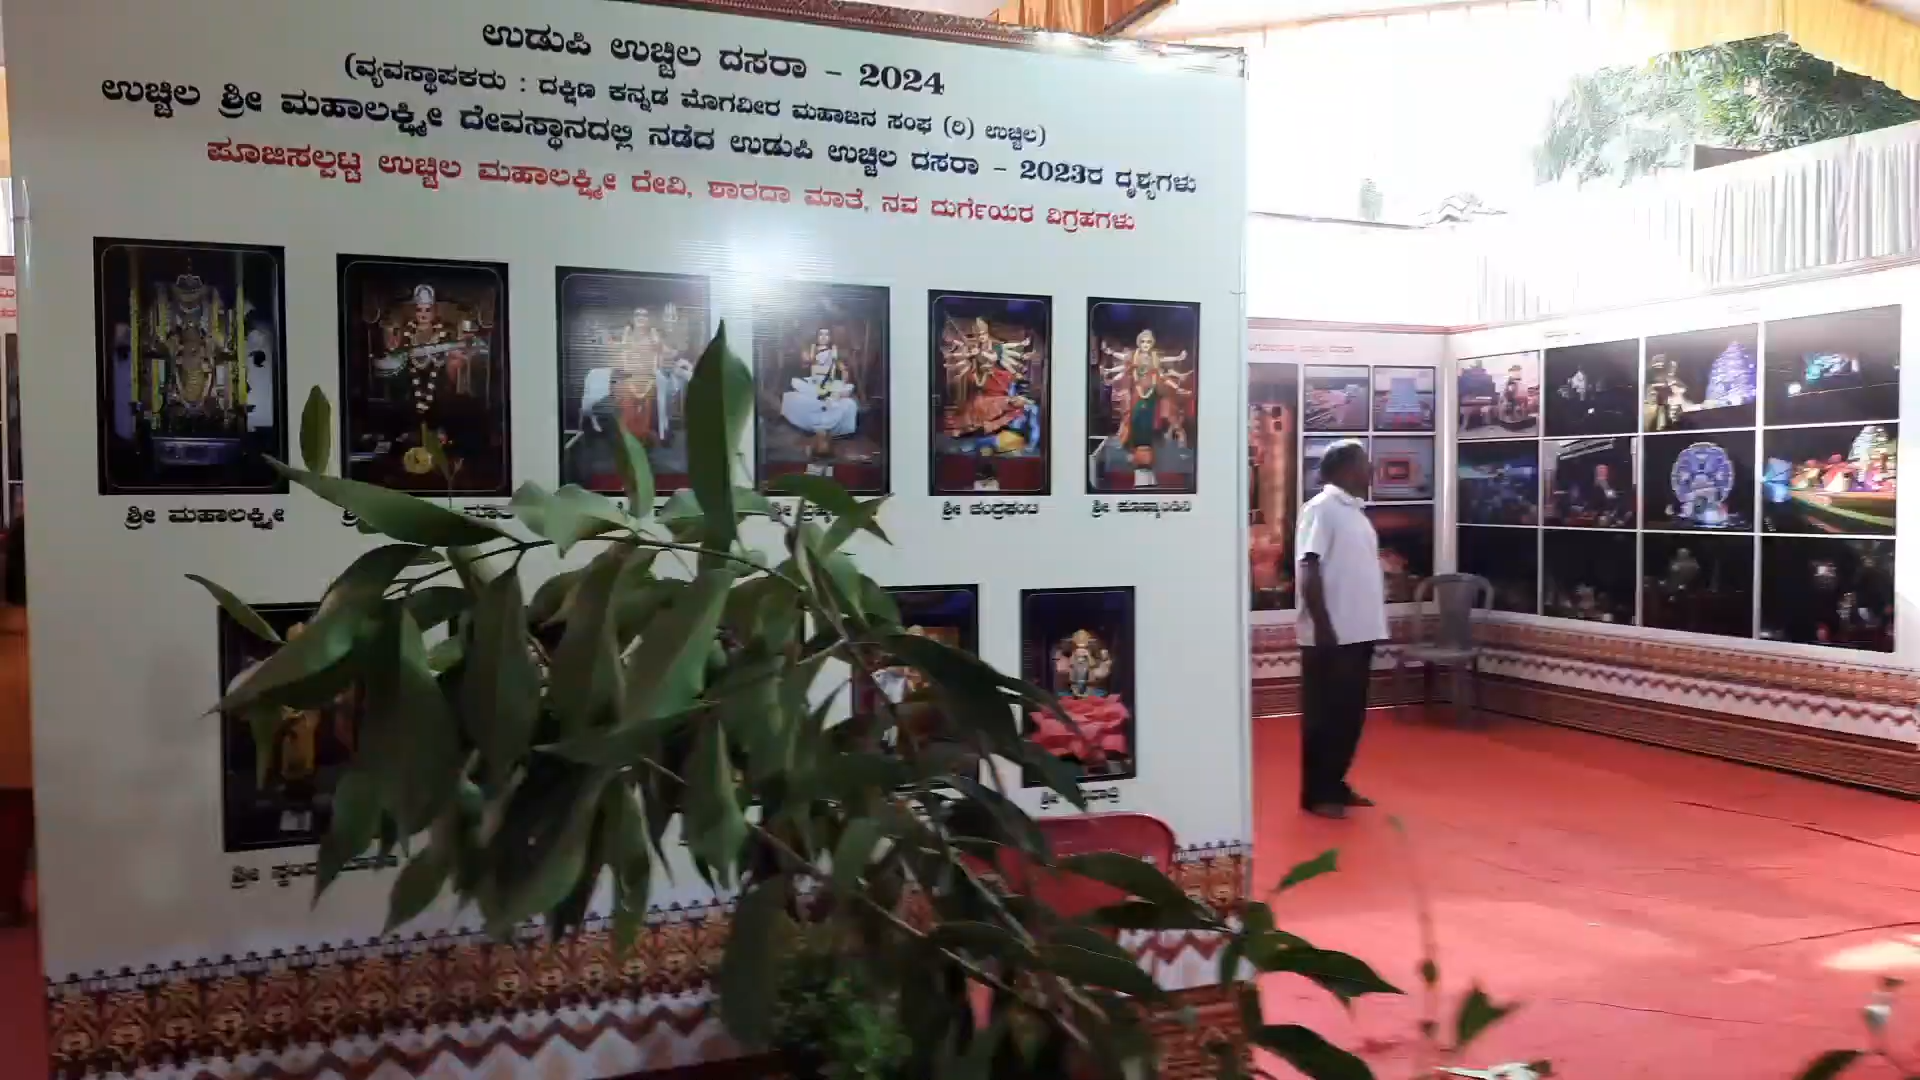 ಉಡುಪಿ ಉಚ್ಚಿಲ ದಸರಾ – 2024
(ವ್ಯವಸ್ಥಾಪಕರು : ದಕ್ಷಿಣ ಕನ್ನಡ ಮೊಗವೀರ ಮಹಾಜನ ಸಂಘ (ರಿ) ಉಚ್ಚಿಲ)
ಉಚ್ಚಿಲ ಶ್ರೀ ಮಹಾಲಕ್ಷ್ಮೀ ದೇವಸ್ಥಾನದಲ್ಲಿ ನಡೆದ ಉಡುಪಿ ಉಚ್ಚಿಲ ದಸರಾ – 2023ರ ದೃಶ್ಯಗಳು
ಪೂಜಿಸಲ್ಪಟ್ಟ ಉಚ್ಚಿಲ ಮಹಾಲಕ್ಷ್ಮೀ ದೇವಿ, ಶಾರದಾ ಮಾತೆ, ನವ ದುರ್ಗೆಯರ ವಿಗ್ರಹಗಳು
ಶ್ರೀ ಮಹಾಲಕ್ಷ್ಮೀ
ಶ್ರೀ ಚಂದ್ರಘಂಟ
ಶ್ರೀ ಕೂಷ್ಮಾಂಡಿನಿ
ಶ್ರೀ
ಶ್ರೀ